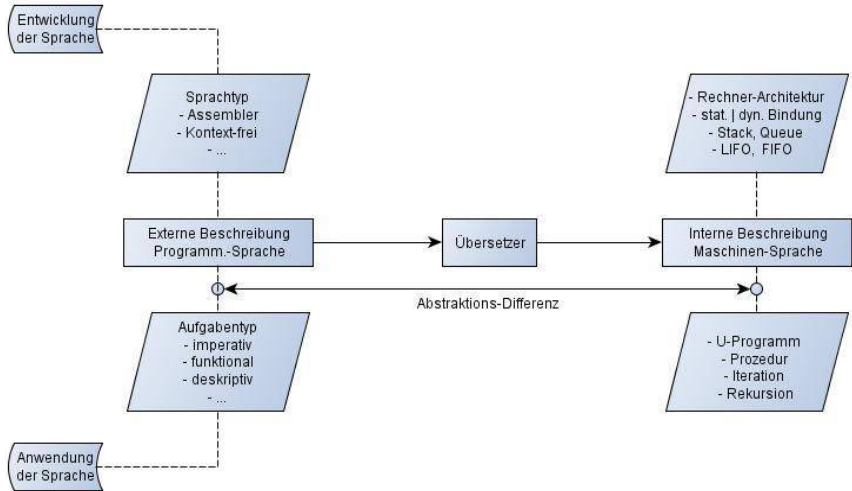 Entwicklung
der Sprache
Sprachtyp
- Assembler
- Kontext-frei
- ...
- Rechner-Architektur
- stat. | dyn. Bindung
- Stack, Queue
- LIFO, FIFO
Externe Beschreibung
Programm.-Sprache
Übersetzer
Interne Beschreibung
Maschinen-Sprache
Abstraktions-Differenz
Aufgabentyp
- imperativ
- funktional
- deskriptiv
- ...
- U-Programm
- Prozedur
- Iteration
- Rekursion
Anwendung
der Sprache